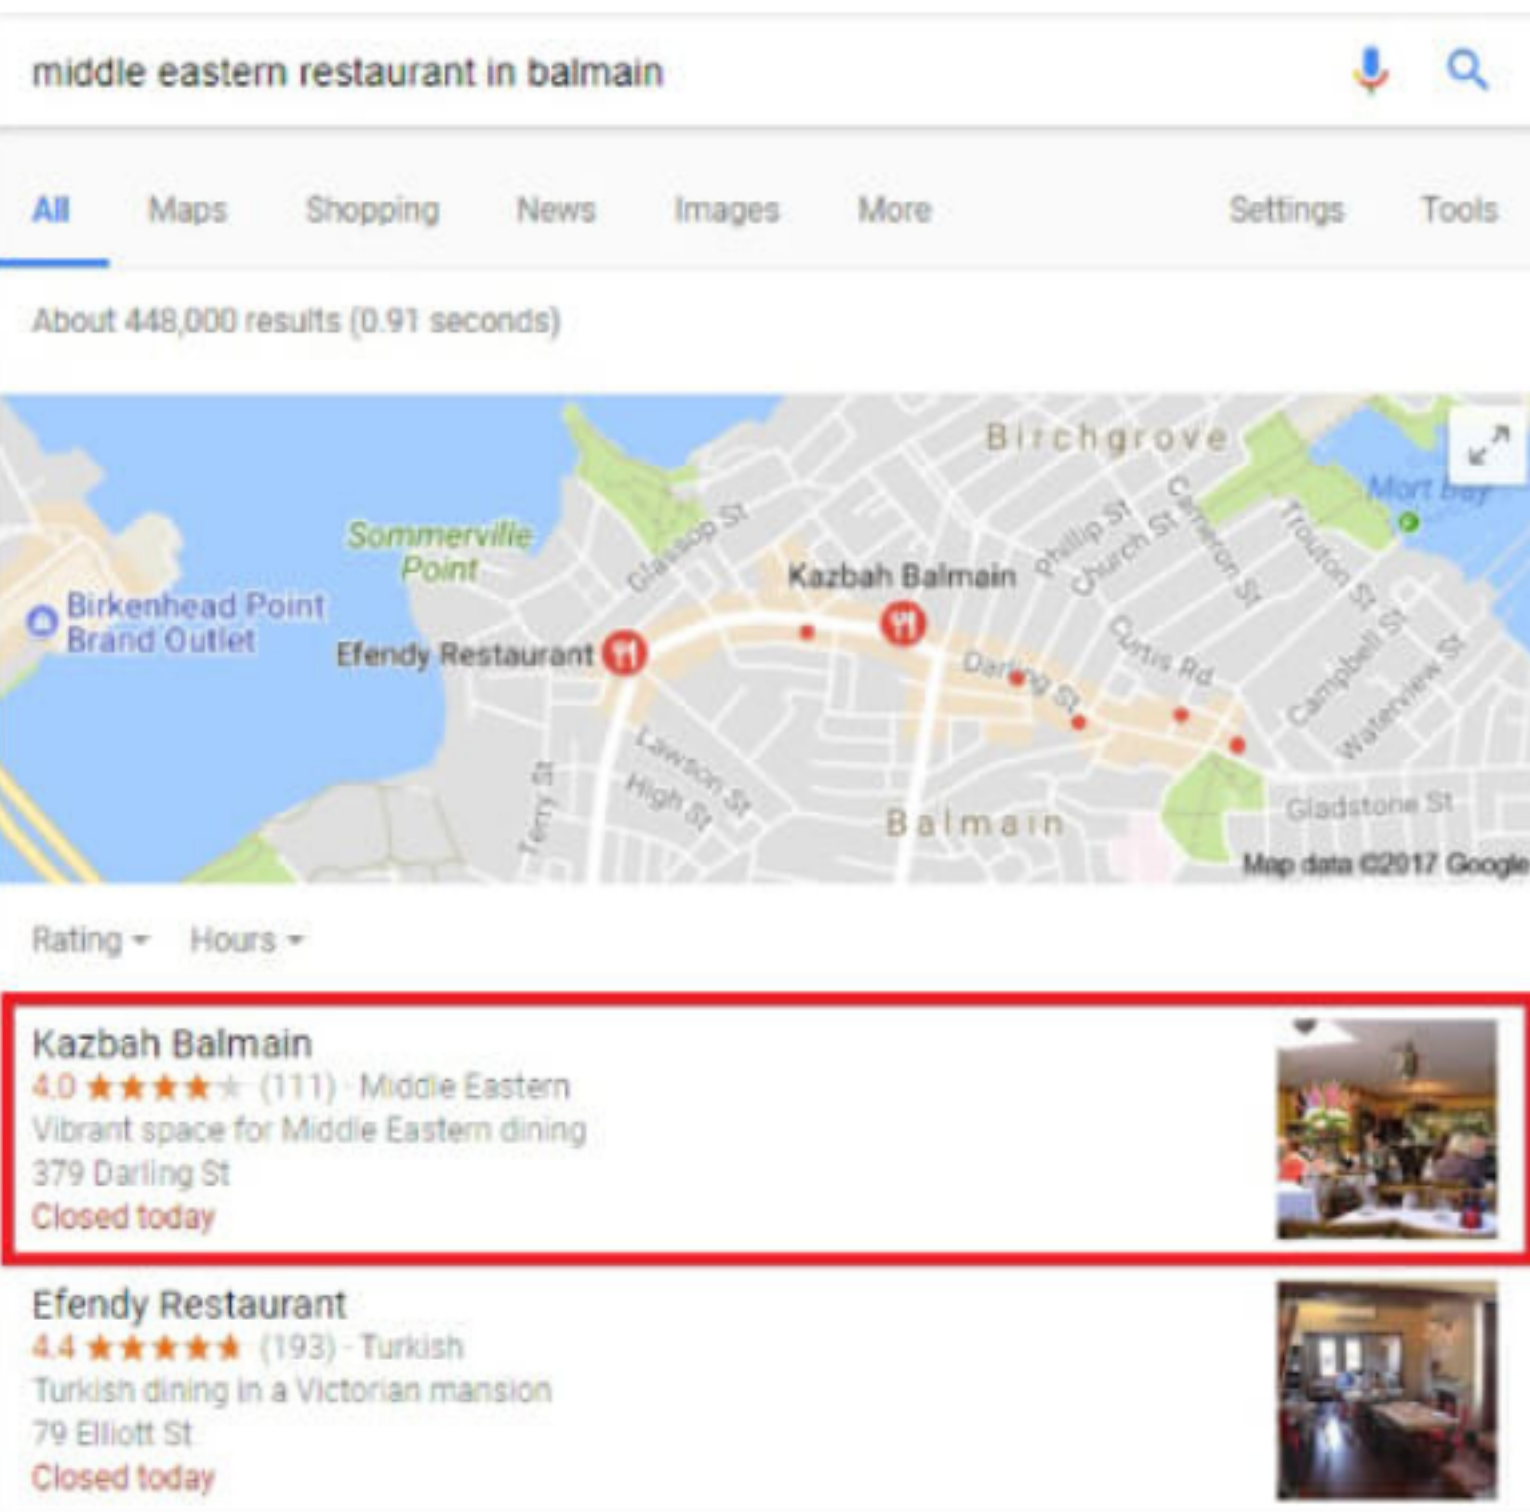 middle eastern restaurant in balmain
All Maps Shopping News Images More Settings Tools
About 448,000 results (0.91 seconds)
Birchgrove
Mort Bay
Sommerville
Point
Glassop St
Phillip St
Church St
Cameron St
Trouton St
Kazbah Balmain
Birkenhead Point
Brand Outlet
Efendy Restaurant
Darling St
Curtis Rd
Campbell St
St
Waterview St
Lawson St
High St
Terry St
Balmain
Gladstone St
Map data ©2017 Google
Rating Hours
Kazbah Balmain
4.0 (111) · Middle Eastern
Vibrant space for Middle Eastern dining
379 Darling St
Closed today
Efendy Restaurant
4.4 (193) · Turkish
Turkish dining in a Victorian mansion
79 Elliott St
Closed today